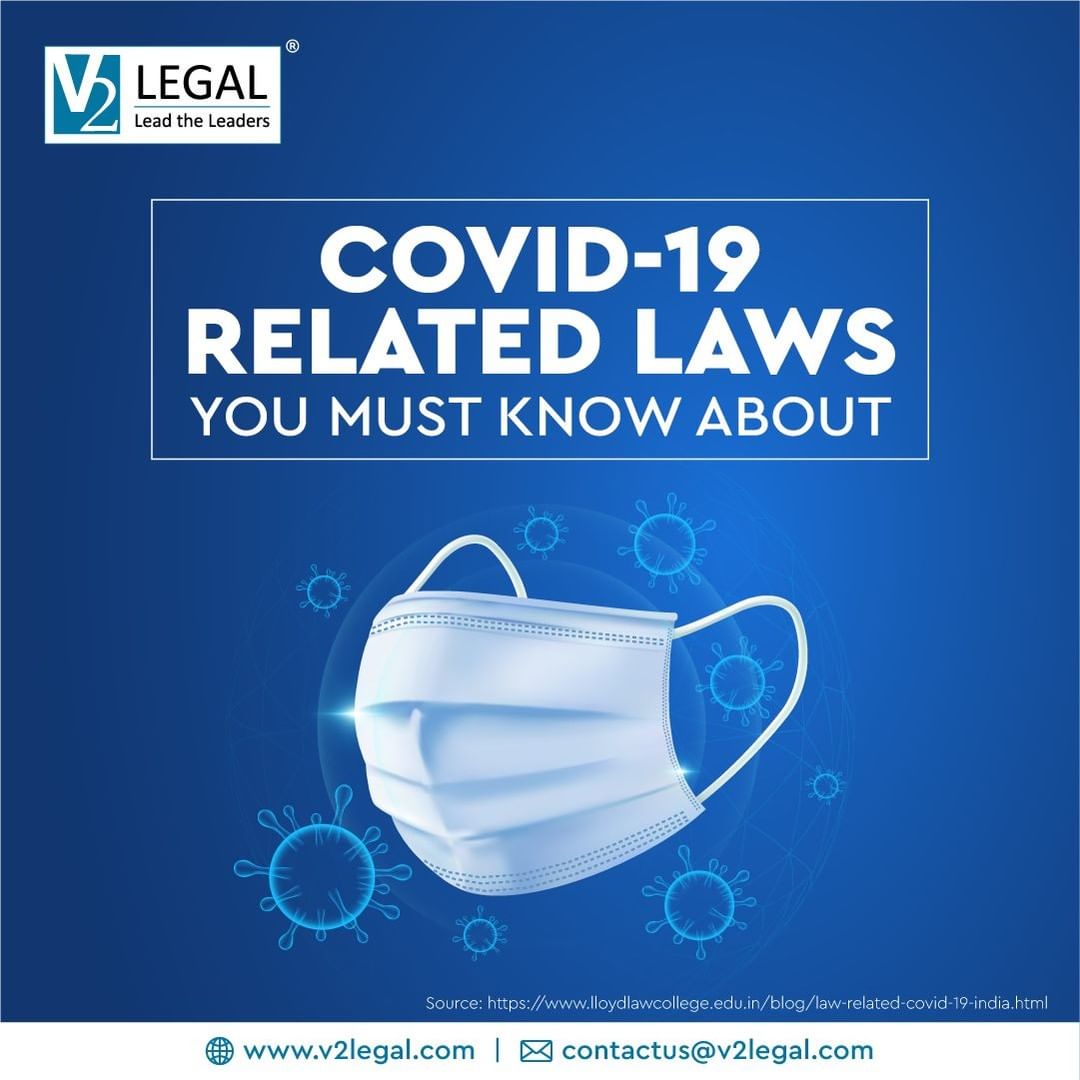 V2 LEGAL ®
Lead the Leaders
COVID-19
RELATED LAWS
YOU MUST KNOW ABOUT
Source: https://www.lloydlawcollege.edu.in/blog/law-related-covid-19-india.html
www.v2legal.com | contactus@v2legal.com